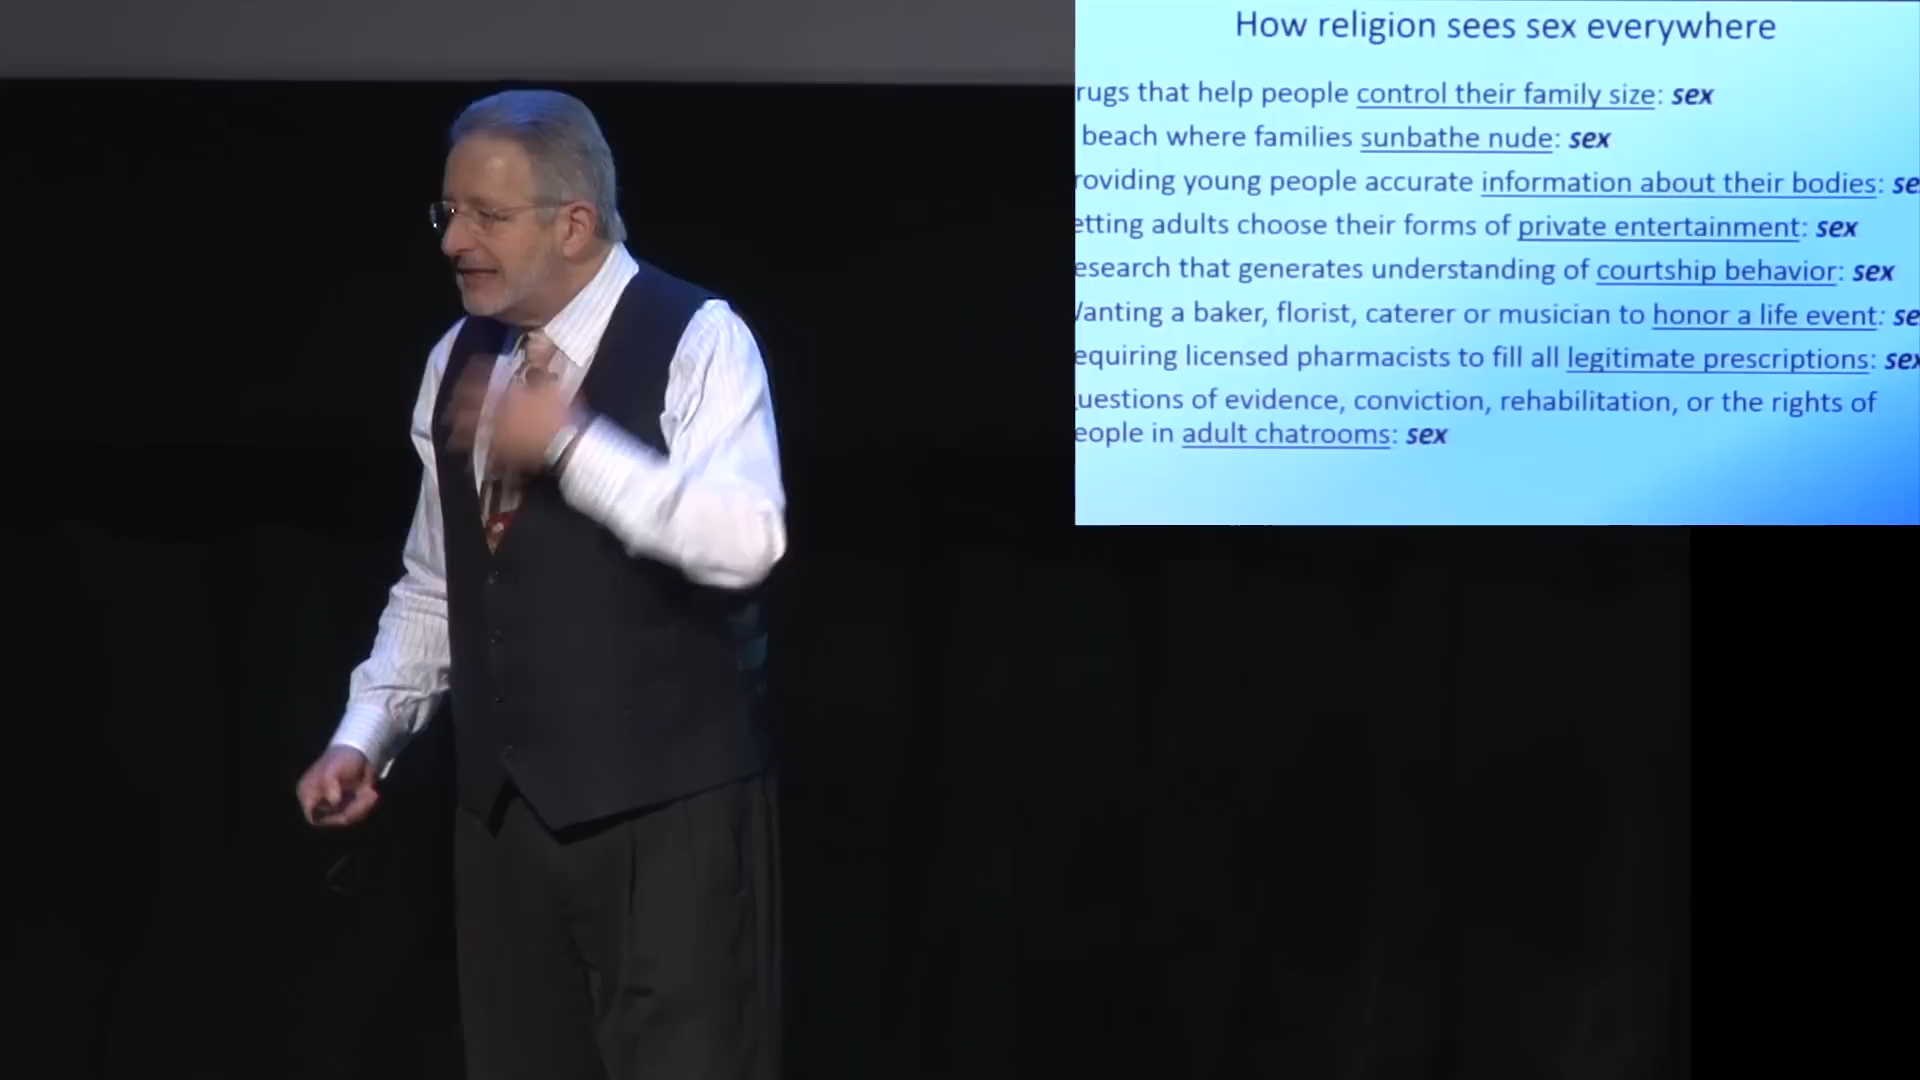 How religion sees sex everywhere
rugs that help people control their family size: sex
beach where families sunbathe nude: sex
roviding young people accurate information about their bodies: se
etting adults choose their forms of private entertainment: sex
esearch that generates understanding of courtship behavior: sex
anting a baker, florist, caterer or musician to honor a life event: se
equiring licensed pharmacists to fill all legitimate prescriptions: sex
uestions of evidence, conviction, rehabilitation, or the rights of
eople in adult chatrooms: sex